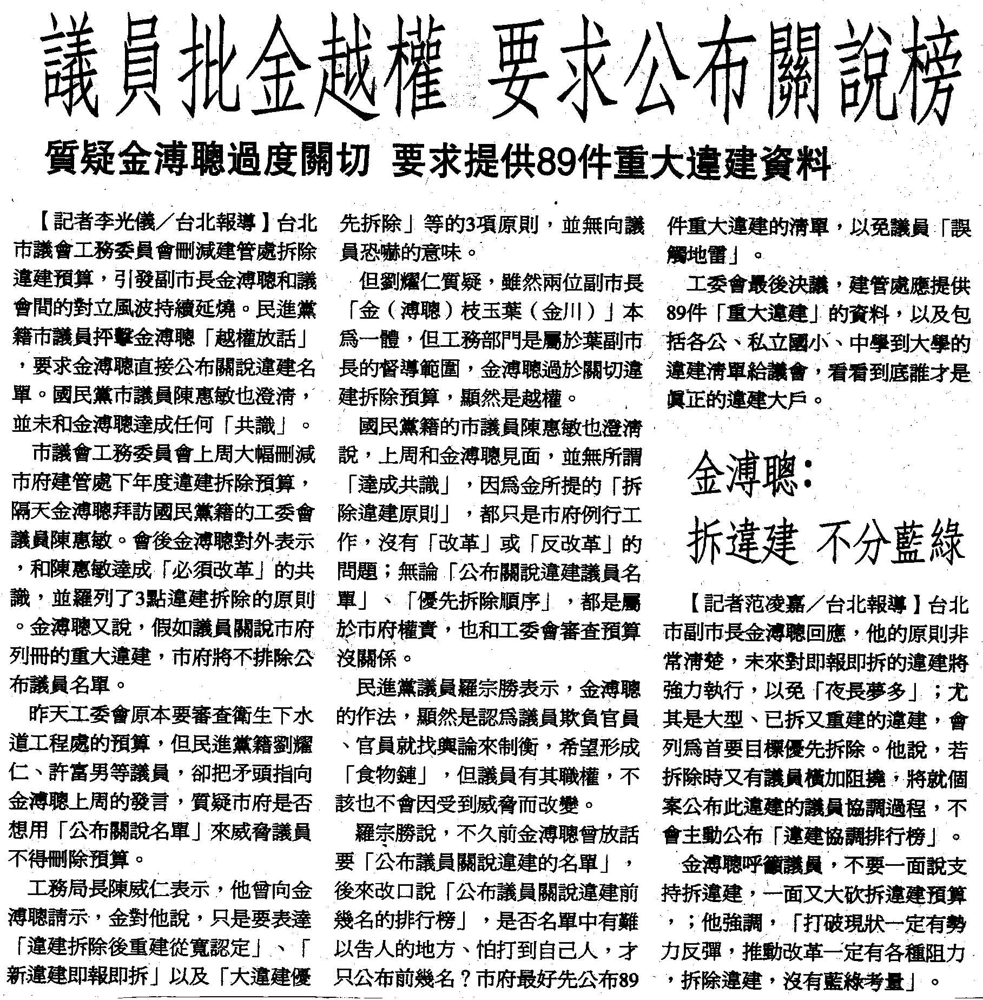 議員批金越權 要求公布關說榜
質疑金溥聰過度關切 要求提供89件重大違建資料
【記者李光儀／台北報導】台北
市議會工務委員會刪減建管處拆除
違建預算，引發副市長金溥聰和議
會間的對立風波持續延燒。民進黨
籍市議員抨擊金溥聰「越權放話」
，要求金溥聰直接公布關說違建名
單。國民黨市議員陳惠敏也澄清，
並未和金溥聰達成任何「共識」。
市議會工務委員會上周大幅刪減
市府建管處下年度違建拆除預算，
隔天金溥聰拜訪國民黨籍的工委會
議員陳惠敏。會後金溥聰對外表示
，和陳惠敏達成「必須改革」的共
識，並羅列了3點違建拆除的原則
。金溥聰又說，假如議員關說市府
列冊的重大違建，市府將不排除公
布議員名單。
昨天工委會原本要審查衛生下水
道工程處的預算，但民進黨籍劉耀
仁、許富男等議員，卻把矛頭指向
金溥聰上周的發言，質疑市府是否
想用「公布關說名單」來威脅議員
不得刪除預算。
工務局長陳威仁表示，他曾向金
溥聰請示，金對他說，只是要表達
「違建拆除後重建從寬認定」、「
新違建即報即拆」以及「大違建優
先拆除」等的3項原則，並無向議
員恐嚇的意味。
但劉耀仁質疑，雖然兩位副市長
「金（溥聰）枝玉葉（金川）」本
為一體，但工務部門是屬於葉副市
長的督導範圍，金溥聰過於關切違
建拆除預算，顯然是越權。
國民黨籍的市議員陳惠敏也澄清
說，上周和金溥聰見面，並無所謂
「達成共識」，因為金所提的「拆
除違建原則」，都只是市府例行工
作，沒有「改革」或「反改革」的
問題；無論「公布關說違建議員名
單」、「優先拆除順序」，都是屬
於市府權責，也和工委會審查預算
沒關係。
民進黨議員羅宗勝表示，金溥聰
的作法，顯然是認為議員欺負官員
、官員就找輿論來制衡，希望形成
「食物鏈」，但議員有其職權，不
該也不會因受到威脅而改變。
羅宗勝說，不久前金溥聰曾放話
要「公布議員關說違建的名單」，
後來改口說「公布議員關說違建前
幾名的排行榜」，是否名單中有難
以告人的地方、怕打到自己人，才
只公布前幾名？市府最好先公布89
件重大違建的清單，以免議員「誤
觸地雷」。
工委會最後決議，建管處應提供
89件「重大違建」的資料，以及包
括各公、私立國小、中學到大學的
違建清單給議會，看看到底誰才是
真正的違建大戶。
金溥聰：
拆違建 不分藍綠
【記者范凌嘉／台北報導】台北
市副市長金溥聰回應，他的原則非
常清楚，未來對即報即拆的違建將
強力執行，以免「夜長夢多」；尤
其是大型、已拆又重建的違建，會
列為首要目標優先拆除。他說，若
拆除時又有議員橫加阻撓，將就個
案公布此違建的議員協調過程，不
會主動公布「違建協調排行榜」。
金溥聰呼籲議員，不要一面說支
持拆違建，一面又大砍拆違建預算
，；他強調，「打破現狀一定有勢
力反彈，推動改革一定有各種阻力
，拆除違建，沒有藍綠考量」。